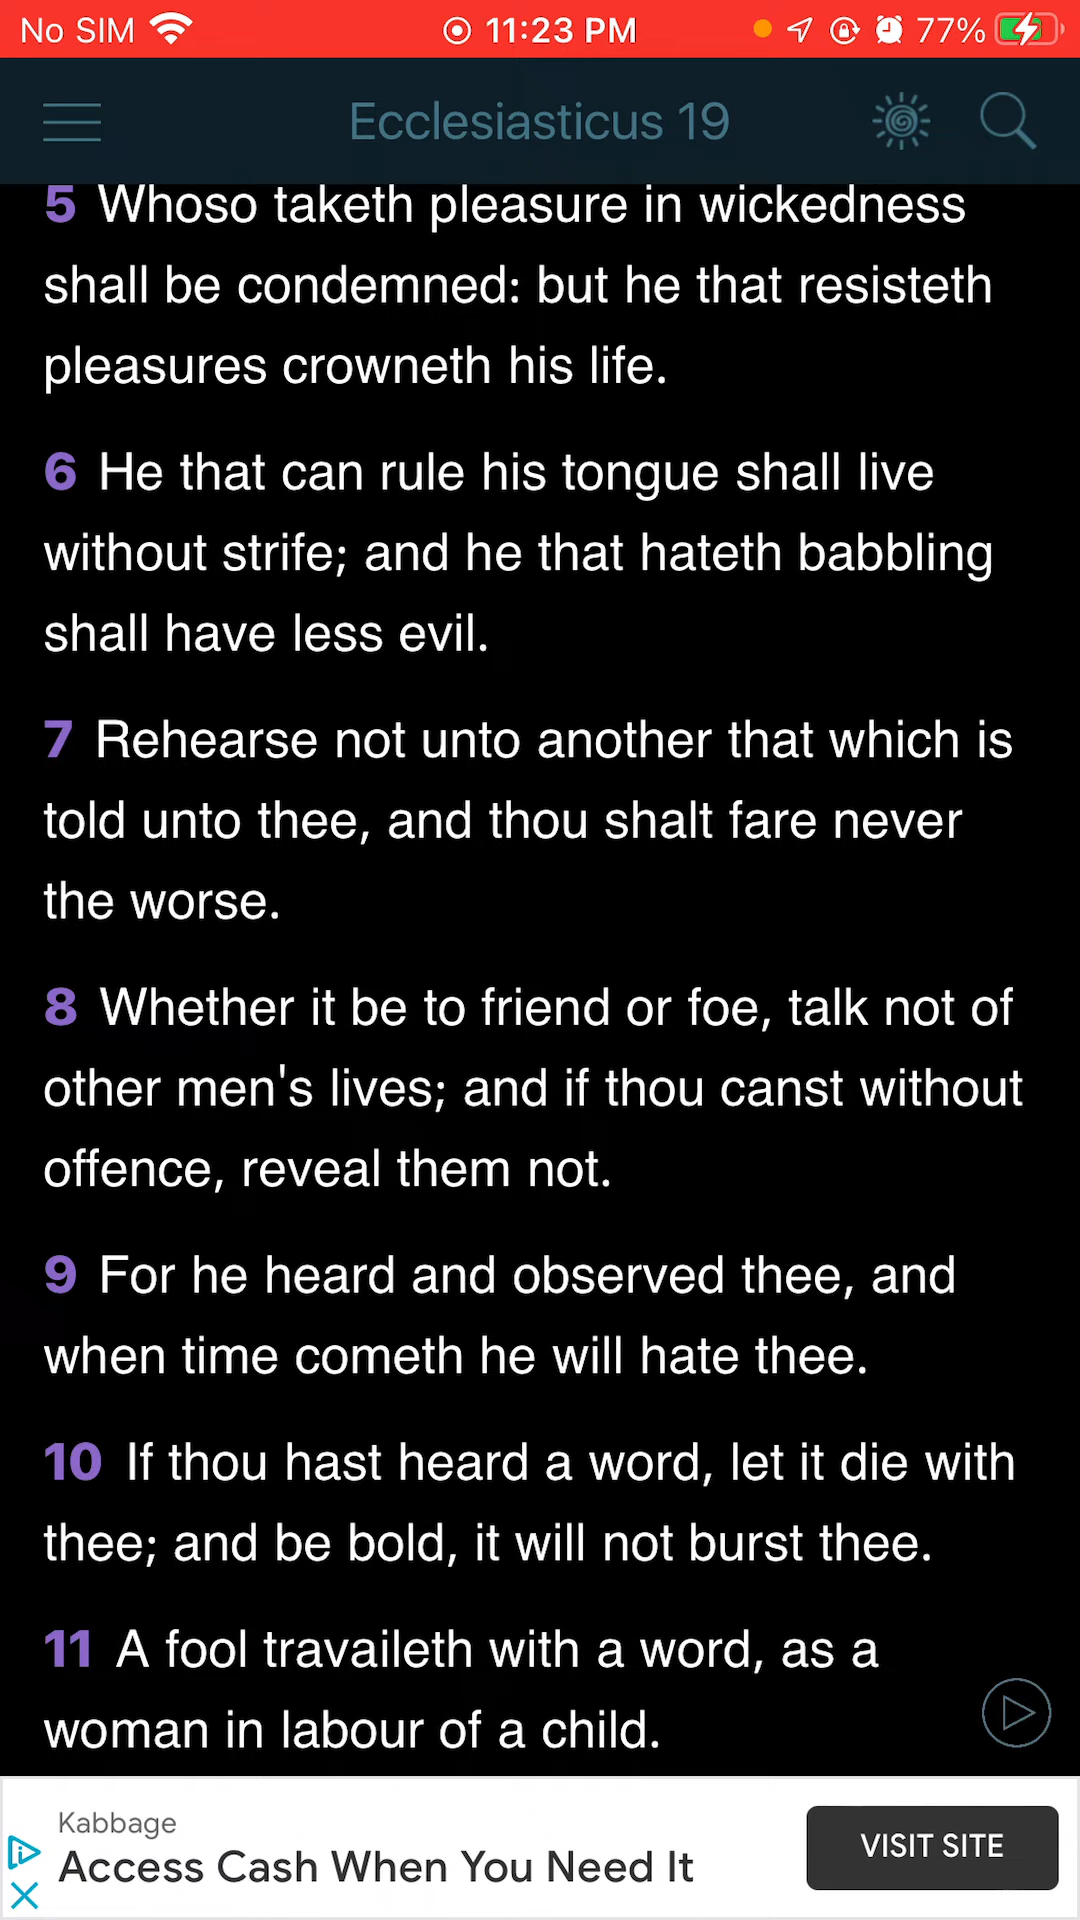 No SIM 11:23 PM 77%
Ecclesiasticus 19
5 Whoso taketh pleasure in wickedness
shall be condemned: but he that resisteth
pleasures crowneth his life.
6 He that can rule his tongue shall live
without strife; and he that hateth babbling
shall have less evil.
7 Rehearse not unto another that which is
told unto thee, and thou shalt fare never
the worse.
8 Whether it be to friend or foe, talk not of
other men's lives; and if thou canst without
offence, reveal them not.
9 For he heard and observed thee, and
when time cometh he will hate thee.
10 If thou hast heard a word, let it die with
thee; and be bold, it will not burst thee.
11 A fool travaileth with a word, as a
woman in labour of a child.
Kabbage
Access Cash When You Need It
VISIT SITE